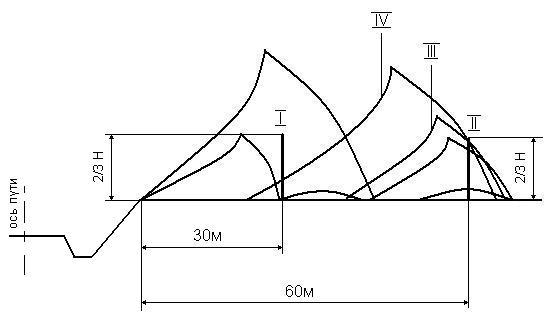 IV
III
I
II
2/3 H
2/3 H
ось пути
30м
60м